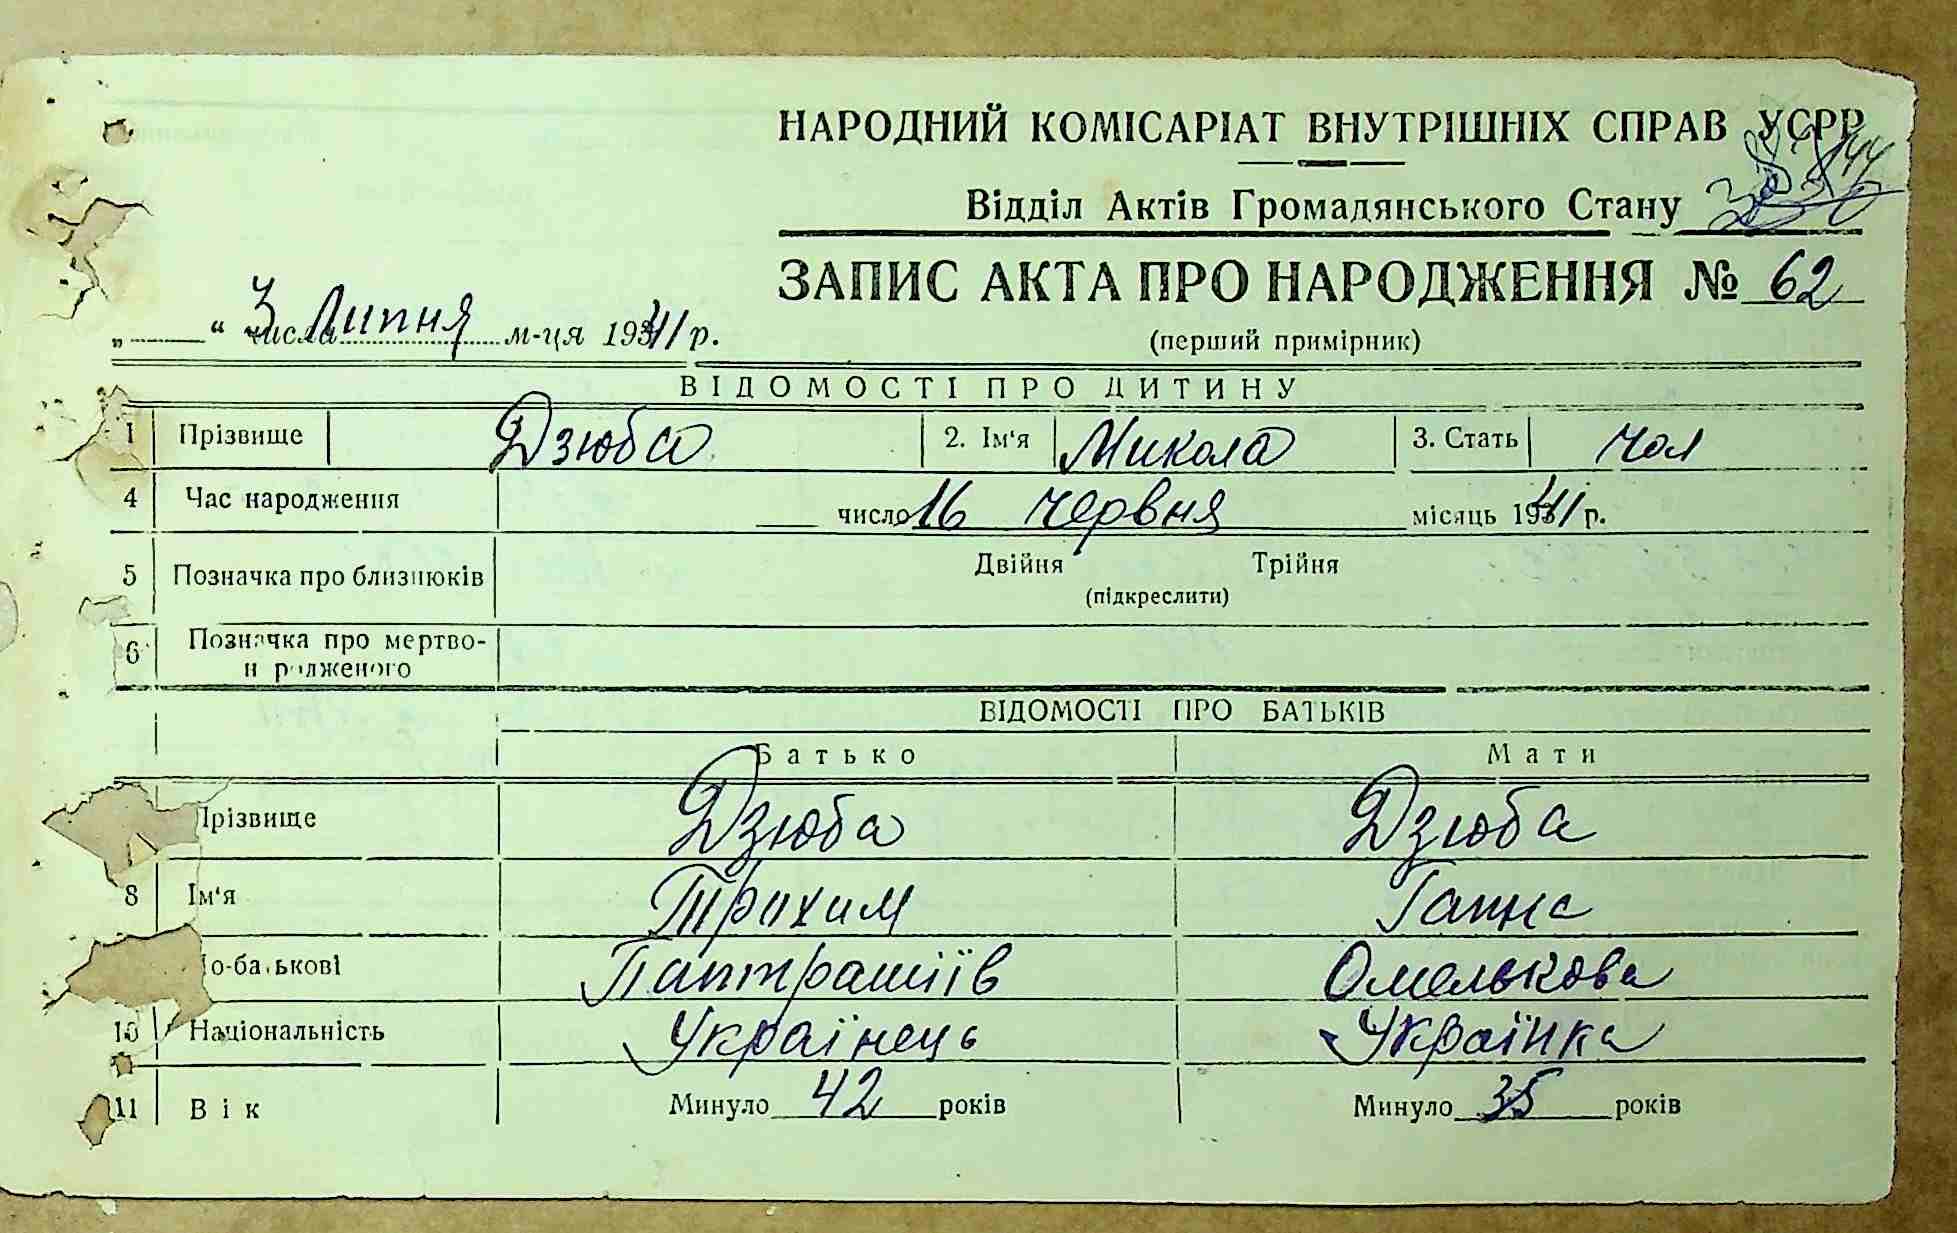 НАРОДНИЙ КОМІСАРІАТ ВНУТРІШНІХ СПРАВ УСРР
Відділ Актів Громадянського Стану
ЗАПИС АКТА ПРО НАРОДЖЕННЯ № 62
„ “ числа 3 Липня м-ця 1941 р.
(перший примірник)
ВІДОМОСТІ ПРО ДИТИНУ
1 Прізвище Дзюба 2. Ім‘я Микола 3. Стать чол
4 Час народження число 16 червня місяць 1941 р.
5 Позначка про близнюків Двійня Трійня
(підкреслити)
6 Позначка про мертво-
н р дженого
ВІДОМОСТІ ПРО БАТЬКІВ
Батько Мати
Прізвище Дзюба Дзюба
8 Ім‘я Трохим Ганна
о-батькові Пантрашіїв Омелькова
10 Національність Українець Українка
11 Вік Минуло 42 років Минуло 35 років